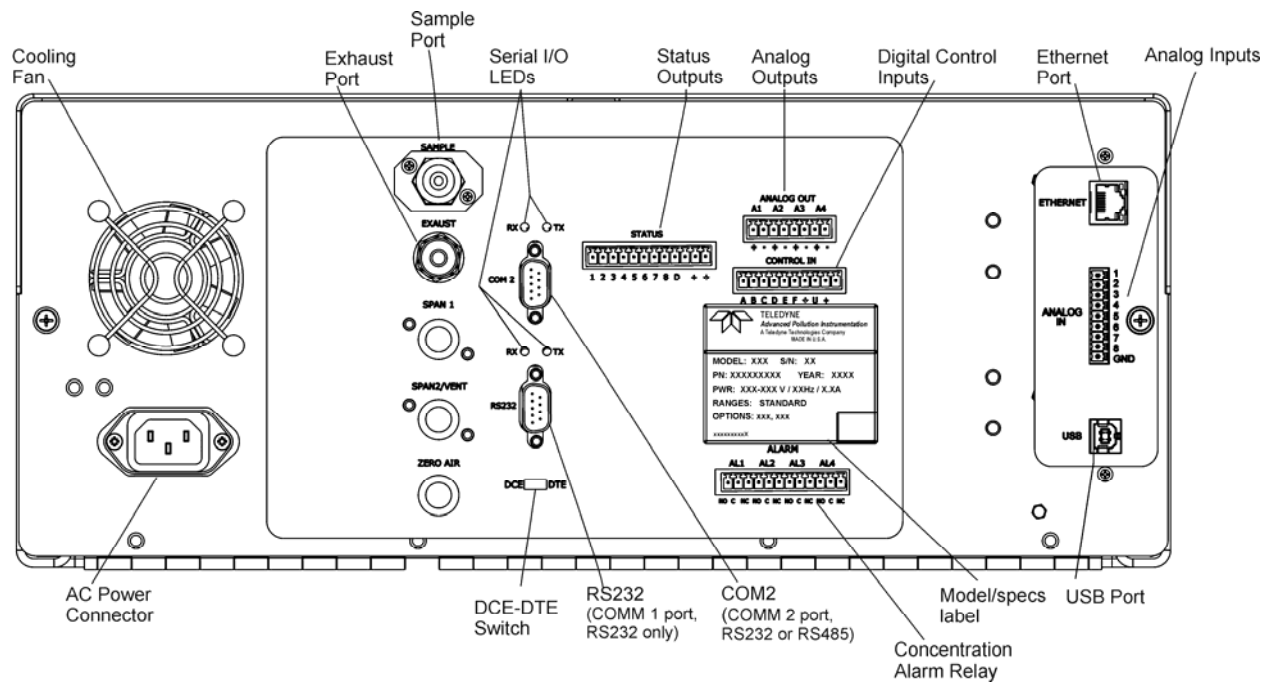 Sample
Port
Cooling
Fan
Exhaust
Port
Serial I/O
LEDs
Status
Outputs
Analog
Outputs
Digital Control
Inputs
Ethernet
Port
Analog Inputs
SAMPLE
EXAUST
SPAN 1
SPAN2/VENT
ZERO AIR
RX TX
COM 2
RX TX
RS232
DCE DTE
STATUS
1 2 3 4 5 6 7 8 D + ⏚
ANALOG OUT
A1 A2 A3 A4
+ - + - + - + -
CONTROL IN
A B C D E F ⏚ U +
TELEDYNE
Advanced Pollution Instrumentation
A Teledyne Technologies Company
MADE IN U.S.A.
MODEL: XXX S/N: XX
PN: XXXXXXXXX YEAR: XXXX
PWR: XXX-XXX V / XXHz / X.XA
RANGES: STANDARD
OPTIONS: xxx, xxx
xxxxxxxxxX
ALARM
AL1 AL2 AL3 AL4
NO C NC NO C NC NO C NC NO C NC
ETHERNET
ANALOG
IN
1
2
3
4
5
6
7
8
GND
USB
AC Power
Connector
DCE-DTE
Switch
RS232
(COMM 1 port,
RS232 only)
COM2
(COMM 2 port,
RS232 or RS485)
Model/specs
label
USB Port
Concentration
Alarm Relay